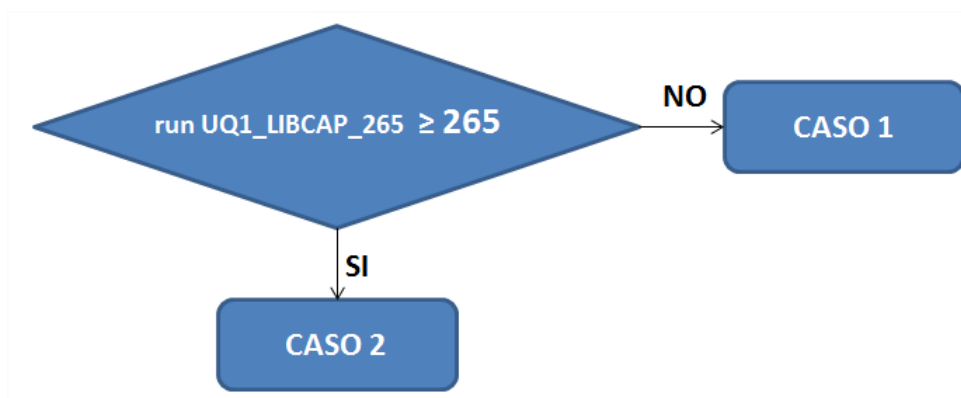 run UQ1_LIBCAP_265 ≥ 265
NO
CASO 1
SI
CASO 2